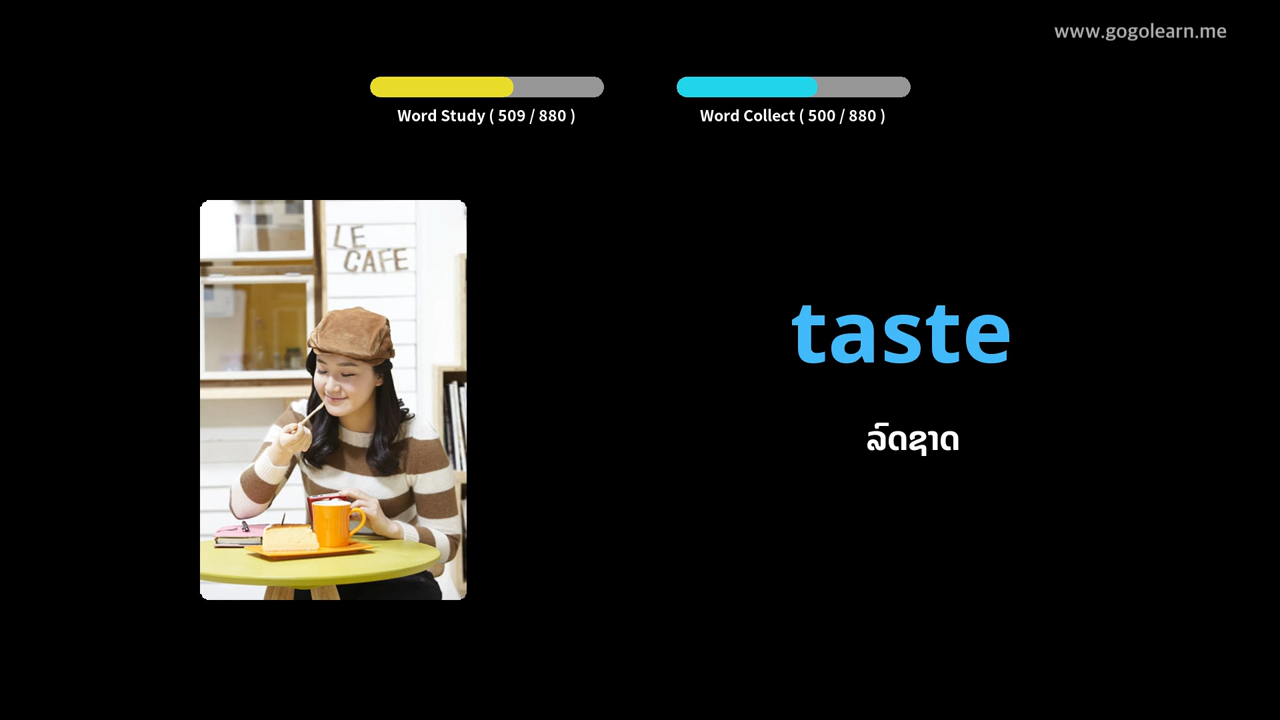 www.gogolearn.me
Word Study ( 509 / 880 )
Word Collect ( 500 / 880 )
LE
CAFE
taste
ລົດຊາດ